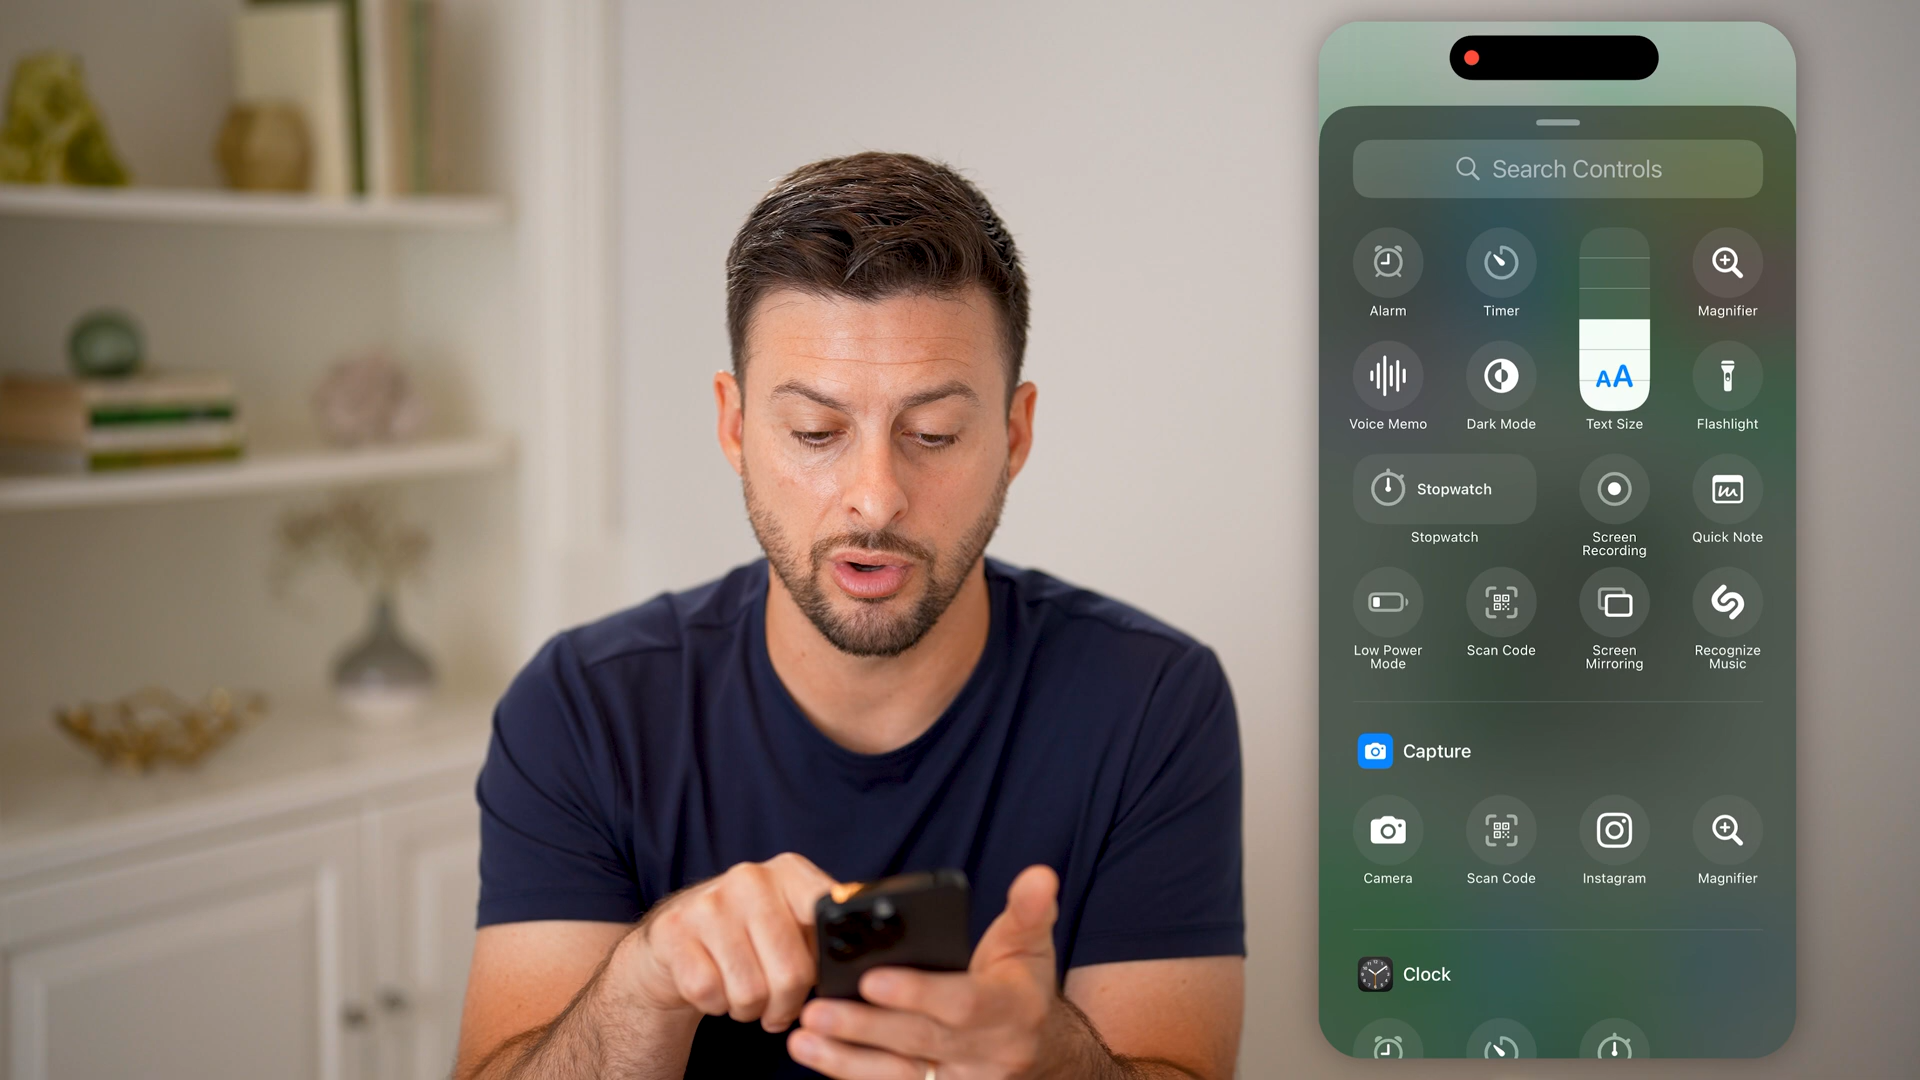 Search Controls
Alarm
Timer
Magnifier
Voice Memo
Dark Mode
AA
Text Size
Flashlight
Stopwatch
Stopwatch
Screen
Recording
Quick Note
Low Power
Mode
Scan Code
Screen
Mirroring
Recognize
Music
Capture
Camera
Scan Code
Instagram
Magnifier
Clock